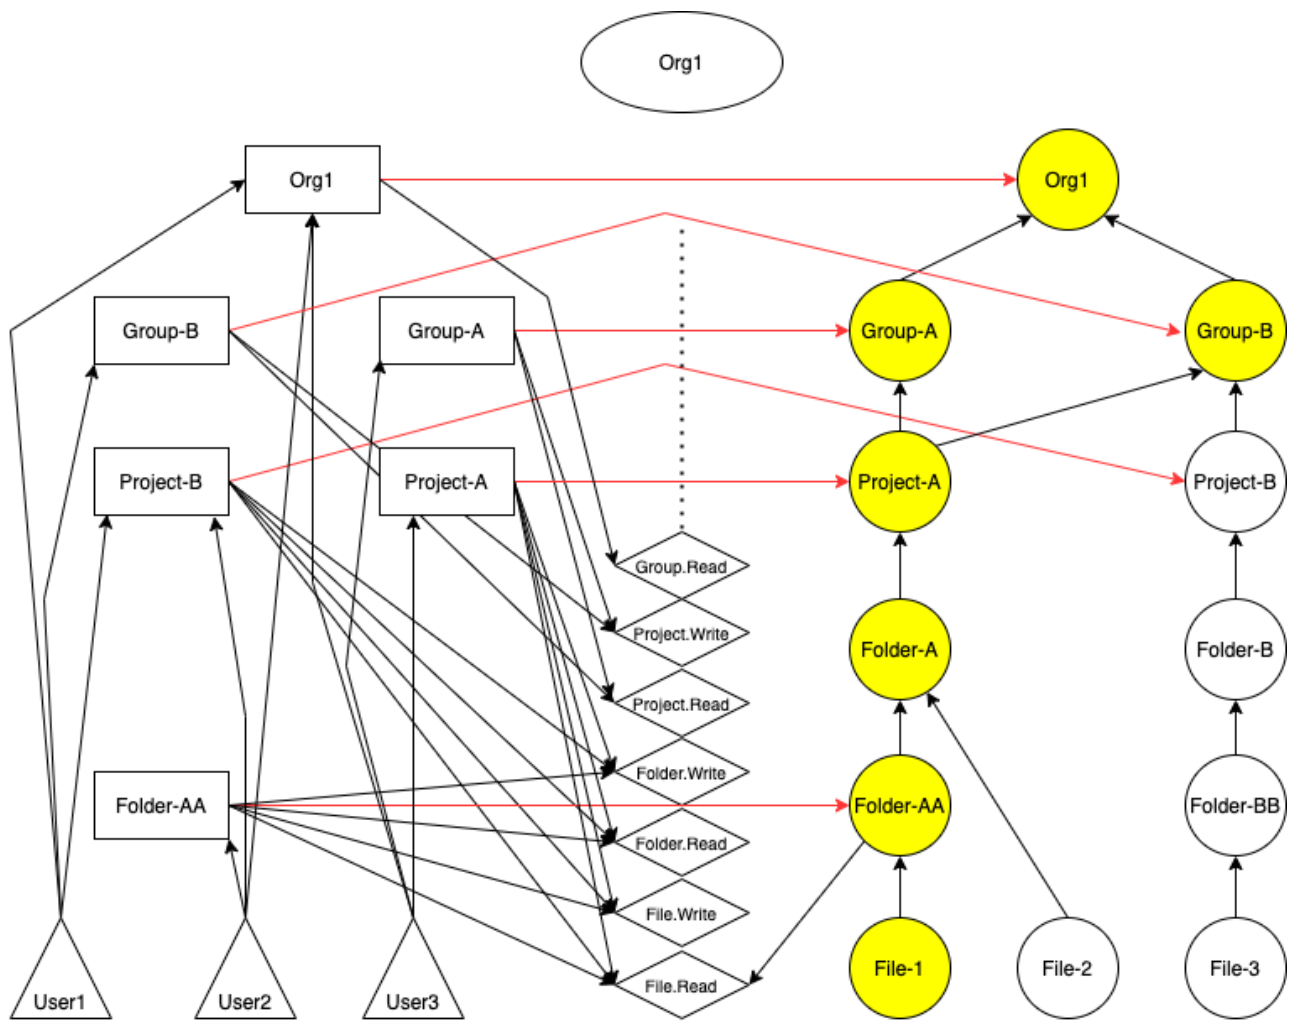 Org1
Org1
Org1
Group-B
Group-A
Group-A
Group-B
Project-B
Project-A
Project-A
Project-B
Group.Read
Project.Write
Folder-A
Folder-B
Project.Read
Folder.Write
Folder-AA
Folder-AA
Folder-BB
Folder.Read
File.Write
File-1
File-2
File-3
File.Read
User1
User2
User3